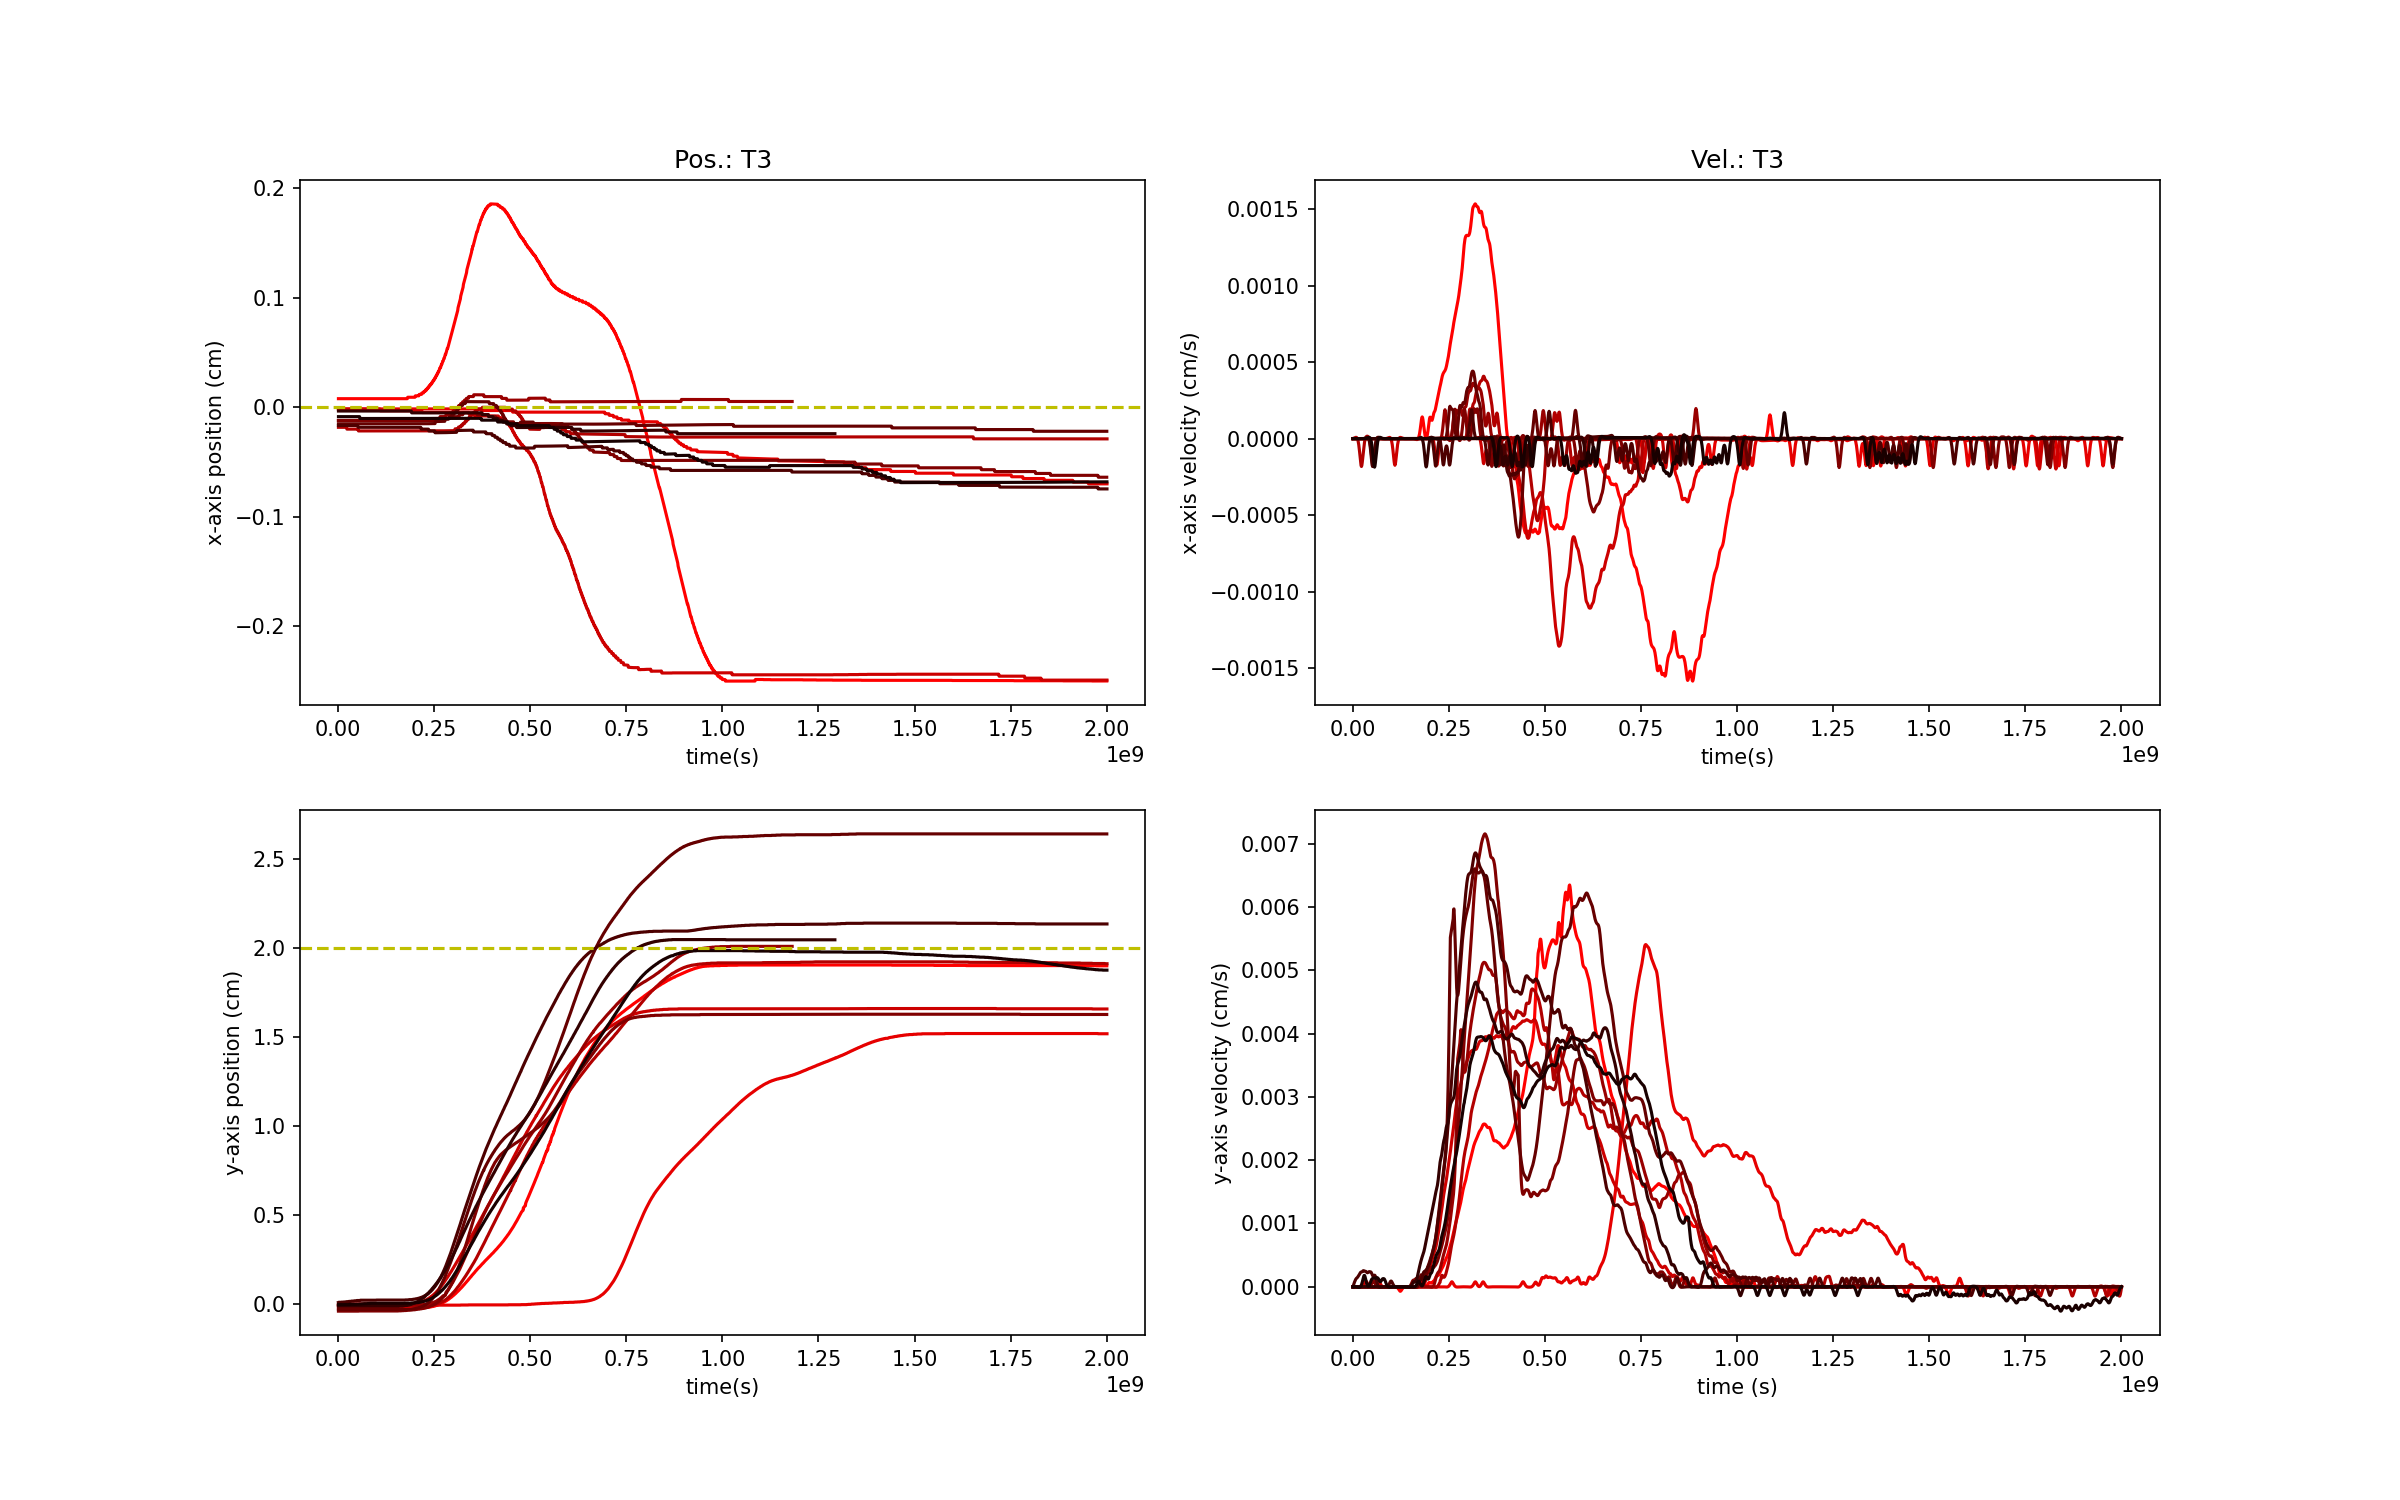 Pos.: T3
0.2
0.1
0.0
−0.1
−0.2
x-axis position (cm)
0.00 0.25 0.50 0.75 1.00 1.25 1.50 1.75 2.00
1e9
time(s)
Vel.: T3
0.0015
0.0010
0.0005
0.0000
−0.0005
−0.0010
−0.0015
x-axis velocity (cm/s)
0.00 0.25 0.50 0.75 1.00 1.25 1.50 1.75 2.00
1e9
time(s)
2.5
2.0
1.5
1.0
0.5
0.0
y-axis position (cm)
0.00 0.25 0.50 0.75 1.00 1.25 1.50 1.75 2.00
1e9
time(s)
0.007
0.006
0.005
0.004
0.003
0.002
0.001
0.000
y-axis velocity (cm/s)
0.00 0.25 0.50 0.75 1.00 1.25 1.50 1.75 2.00
1e9
time (s)